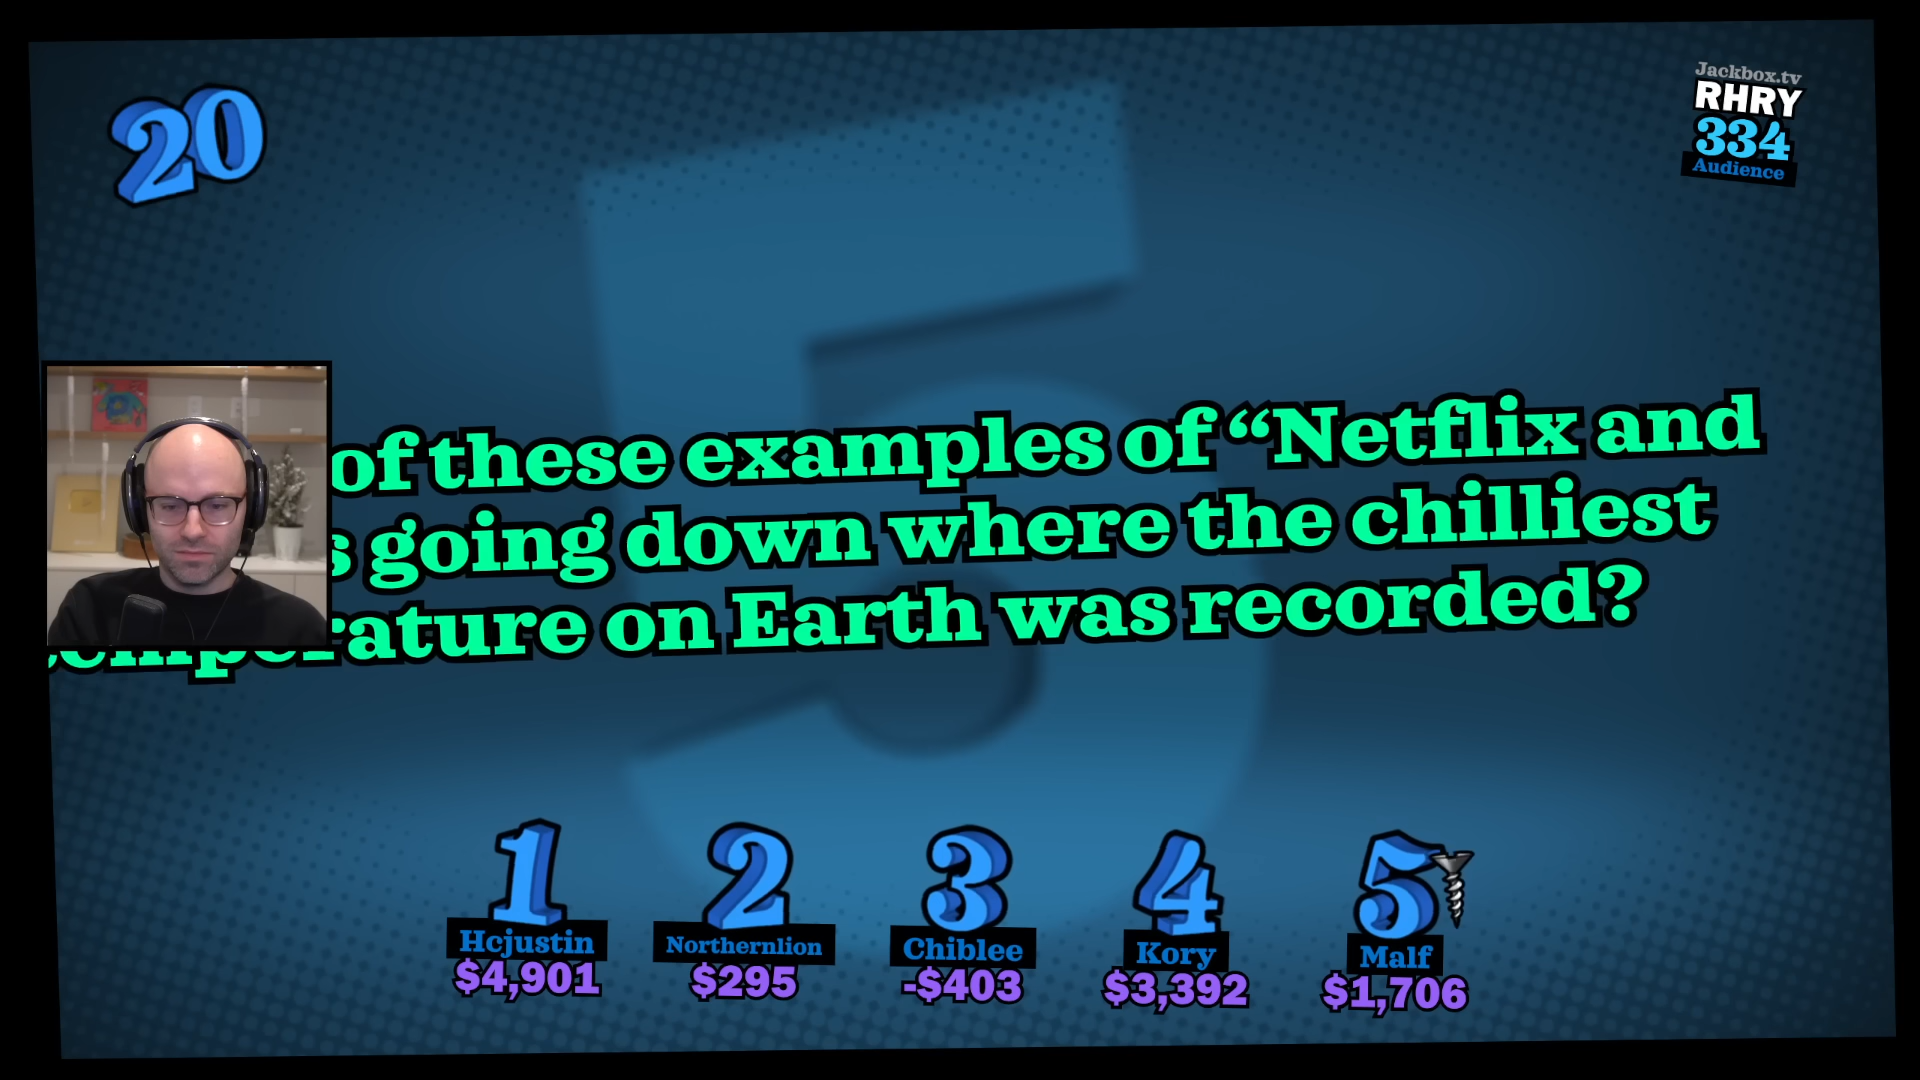 20
Jackbox.tv
RHRY
334
Audience
of these examples of “Netflix and
s going down where the chilliest
temperature on Earth was recorded?
1
2
3
4
5
Hcjustin
Northernlion
Chiblee
Kory
Malf
$4,901
$295
-$403
$3,392
$1,706